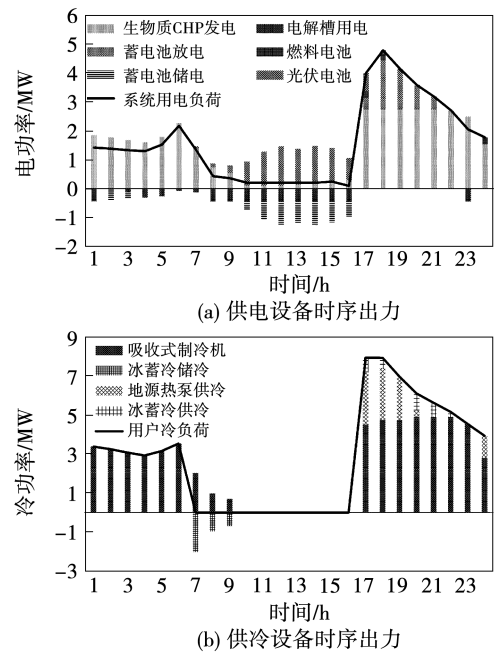 6
5
4
3
2
1
0
−1
−2
电功率/MW
生物质CHP发电 电解槽用电
蓄电池放电 燃料电池
蓄电池储电 光伏电池
系统用电负荷
1 3 5 7 9 11 13 15 17 19 21 23
时间/h
(a) 供电设备时序出力
9
7
5
3
1
−1
−3
冷功率/MW
吸收式制冷机
冰蓄冷储冷
地源热泵供冷
冰蓄冷供冷
用户冷负荷
1 3 5 7 9 11 13 15 17 19 21 23
时间/h
(b) 供冷设备时序出力